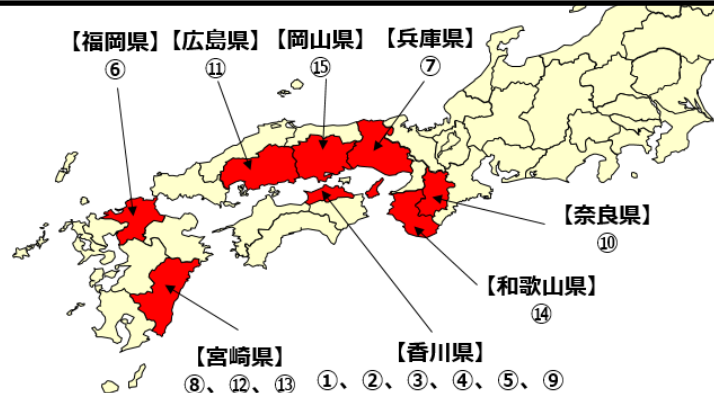 【福岡県】【広島県】【岡山県】【兵庫県】
⑥ ⑪ ⑮ ⑦
【奈良県】
⑩
【和歌山県】
⑭
【宮崎県】
⑧、⑫、⑬
【香川県】
①、②、③、④、⑤、⑨